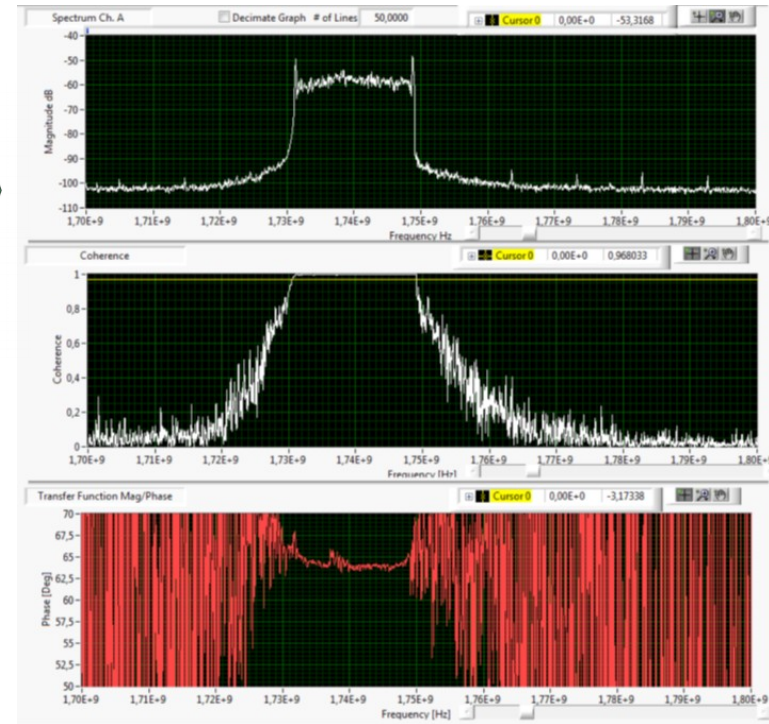 Spectrum Ch. A Decimate Graph # of Lines 50,0000 Cursor 0 0,00E+0 -53,3168
Magnitude dB
-40
-50
-60
-70
-80
-90
-100
-110
1,70E+9 1,71E+9 1,72E+9 1,73E+9 1,74E+9 1,75E+9 1,76E+9 1,77E+9 1,78E+9 1,79E+9 1,80E+
Frequency Hz
Coherence Cursor 0 0,00E+0 0,968033
Coherence
1
0,8
0,6
0,4
0,2
0
1,70E+9 1,71E+9 1,72E+9 1,73E+9 1,74E+9 1,75E+9 1,76E+9 1,77E+9 1,78E+9 1,79E+9 1,80E+
Frequency [Hz]
Transfer Function Mag/Phase Cursor 0 0,00E+0 -3,17338
Phase [Deg]
70
67,5
65
62,5
60
57,5
55
52,5
50
1,70E+9 1,71E+9 1,72E+9 1,73E+9 1,74E+9 1,75E+9 1,76E+9 1,77E+9 1,78E+9 1,79E+9 1,80E+9
Frequency [Hz]